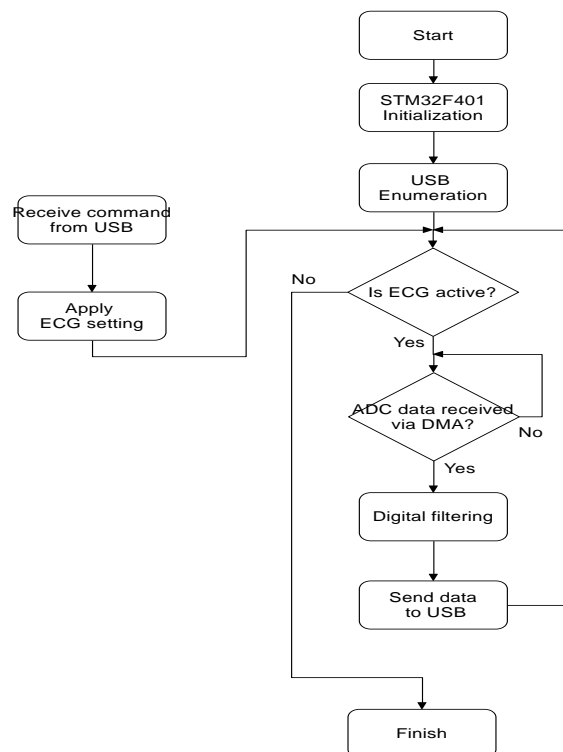 Start
STM32F401
Initialization
USB
Enumeration
Receive command
from USB
Apply
ECG setting
Is ECG active?
No
Yes
ADC data received
via DMA?
No
Yes
Digital filtering
Send data
to USB
Finish